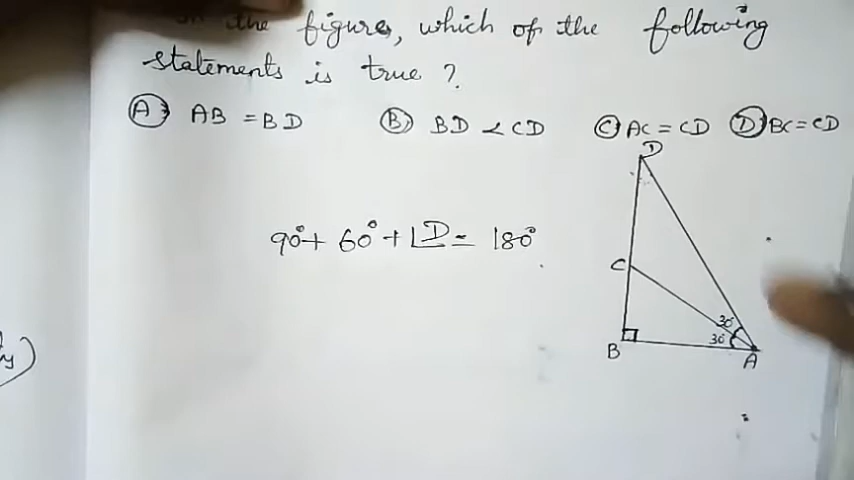 the figure, which of the following
statements is true ?
A) AB = BD B) BD < CD C) AC = CD D) BC = CD
90° + 60° + ∠D = 180°
D
C
30°
30°
B
A